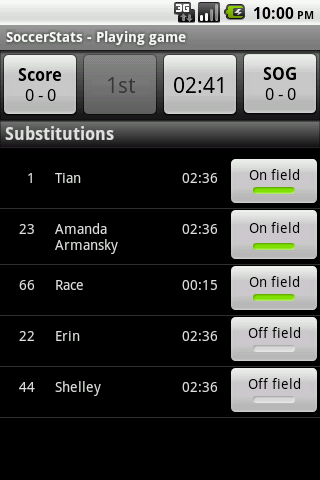 3G 10:00 PM
SoccerStats - Playing game
Score 1st 02:41 SOG
0 - 0 0 - 0
Substitutions
1 Tian 02:36 On field
23 Amanda Armansky 02:36 On field
66 Race 00:15 On field
22 Erin 02:36 Off field
44 Shelley 02:36 Off field